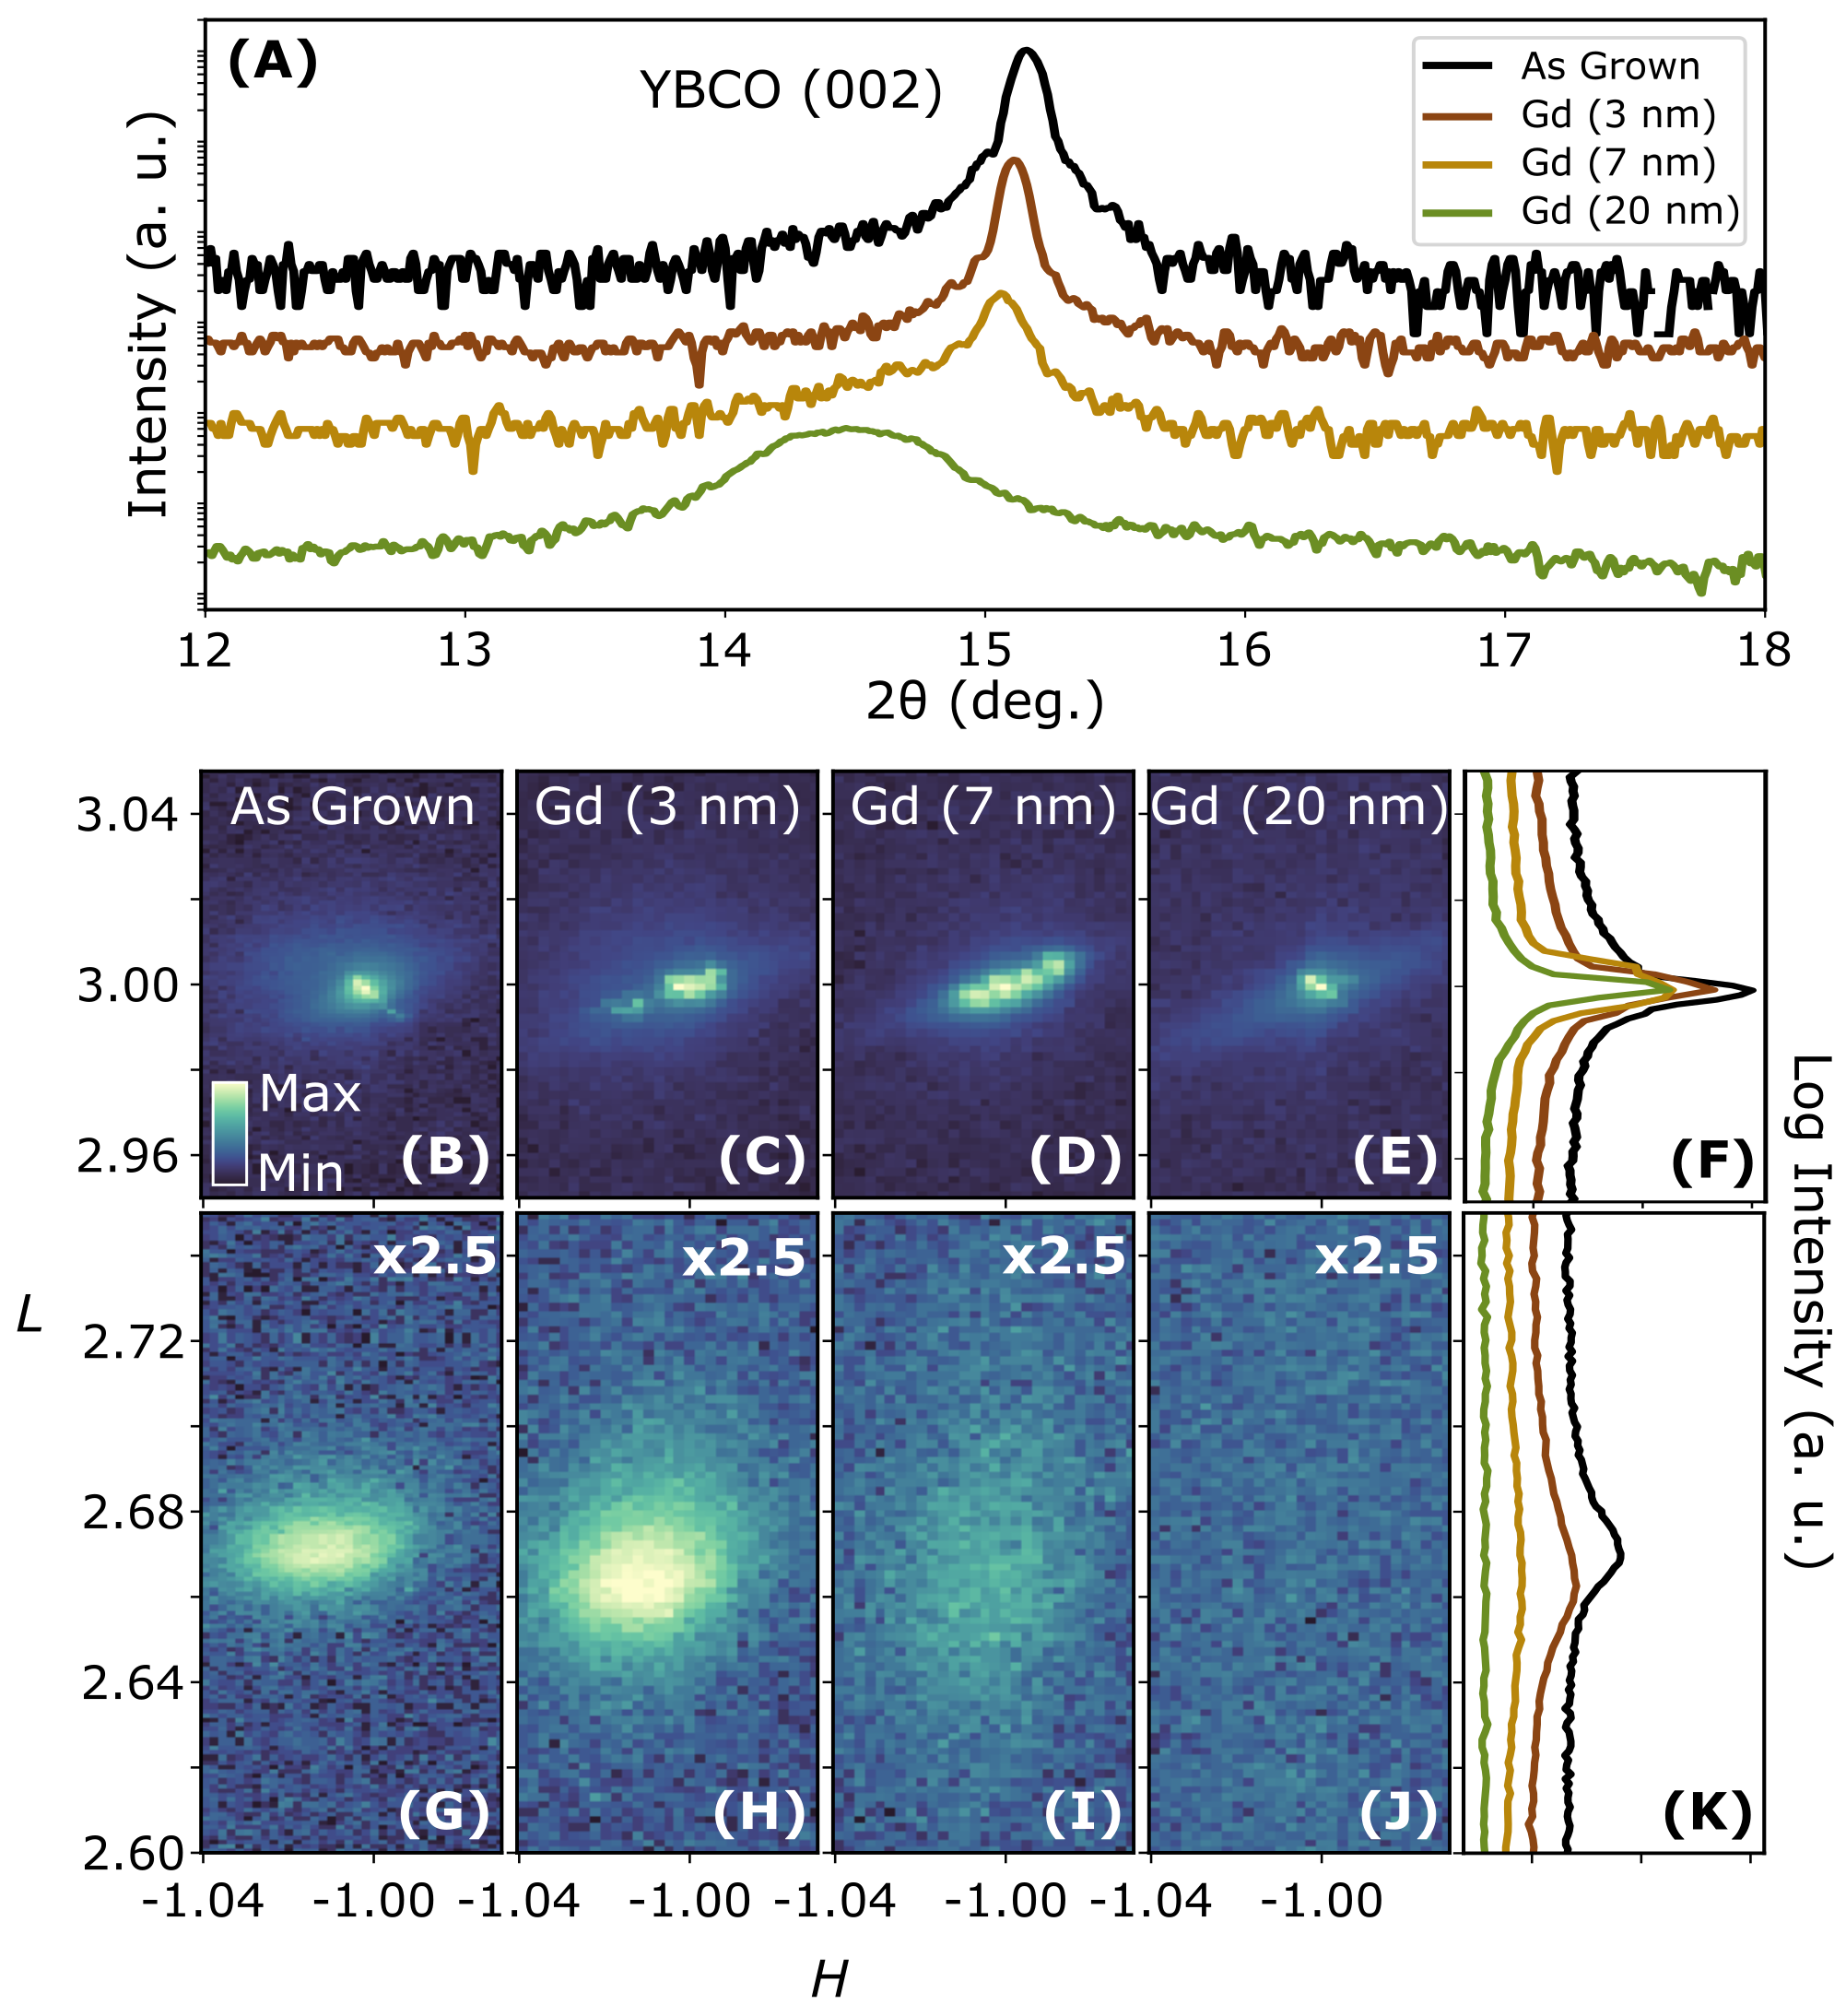 (A)
YBCO (002)
As Grown
Gd (3 nm)
Gd (7 nm)
Gd (20 nm)
Intensity (a. u.)
12 13 14 15 16 17 18
2θ (deg.)
As Grown Gd (3 nm) Gd (7 nm) Gd (20 nm)
3.04
3.00
2.96
Max
Min
(B) (C) (D) (E) (F)
x2.5 x2.5 x2.5 x2.5
L
2.72
2.68
2.64
2.60
(G) (H) (I) (J) (K)
Log Intensity (a. u.)
-1.04 -1.00 -1.04 -1.00 -1.04 -1.00 -1.04 -1.00
H